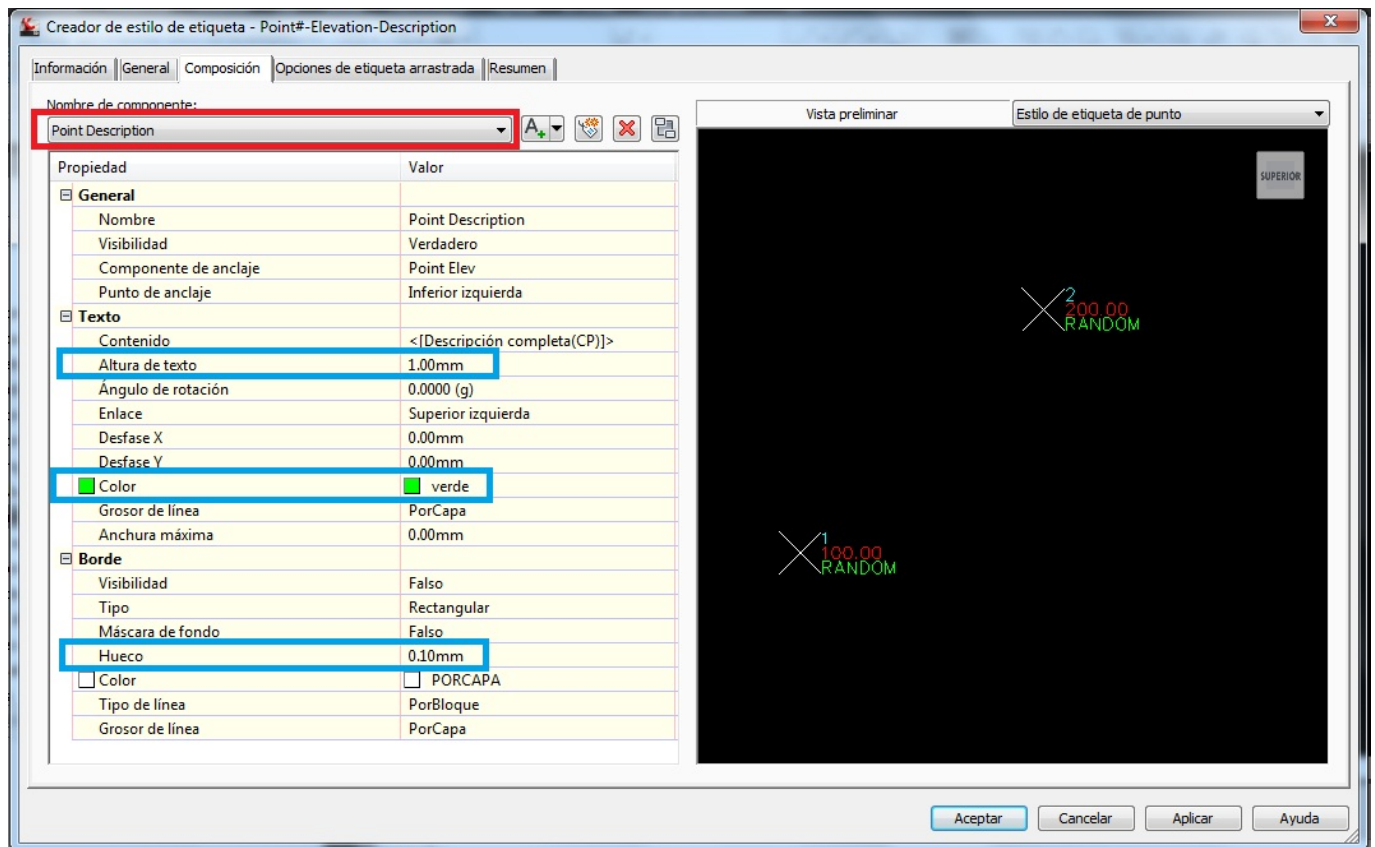 Creador de estilo de etiqueta - Point#-Elevation-Description
Información General Composición Opciones de etiqueta arrastrada Resumen
Nombre de componente:
Point Description
Propiedad Valor
General
Nombre Point Description
Visibilidad Verdadero
Componente de anclaje Point Elev
Punto de anclaje Inferior izquierda
Texto
Contenido <[Descripción completa(CP)]>
Altura de texto 1.00mm
Ángulo de rotación 0.0000 (g)
Enlace Superior izquierda
Desfase X 0.00mm
Desfase Y 0.00mm
Color verde
Grosor de línea PorCapa
Anchura máxima 0.00mm
Borde
Visibilidad Falso
Tipo Rectangular
Máscara de fondo Falso
Hueco 0.10mm
Color PORCAPA
Tipo de línea PorBloque
Grosor de línea PorCapa
Vista preliminar Estilo de etiqueta de punto
SUPERIOR
2
200.00
RANDOM
1
100.00
RANDOM
Aceptar Cancelar Aplicar Ayuda